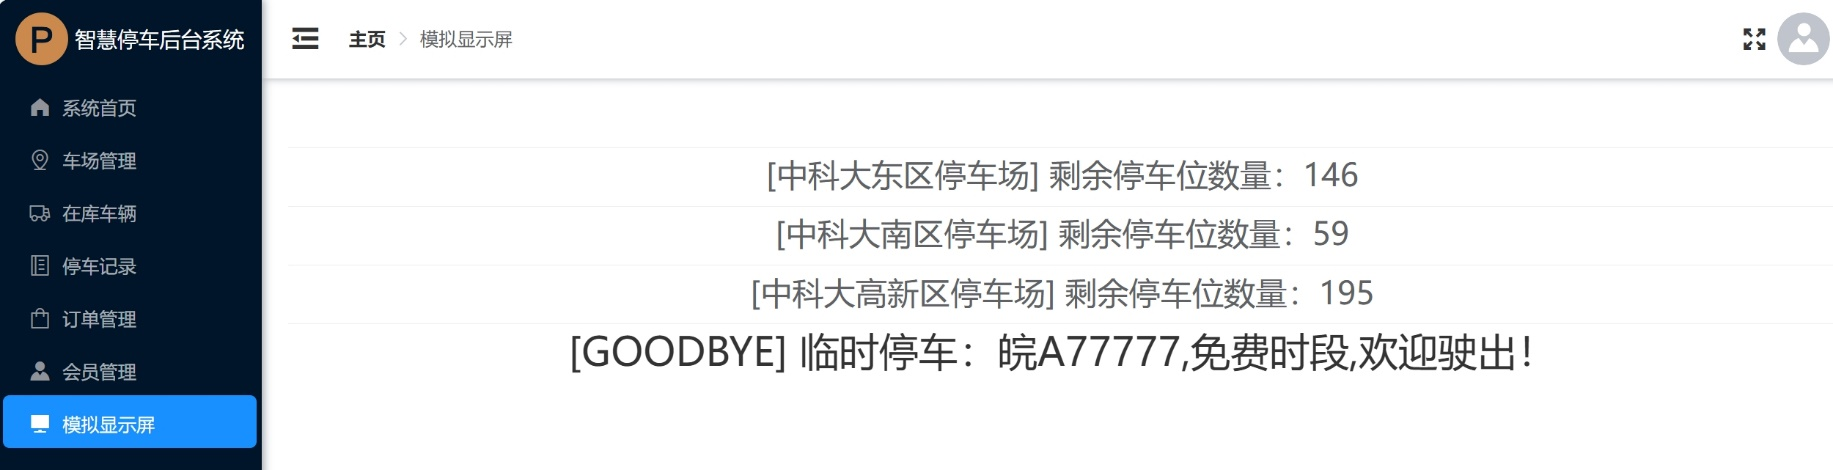 P 智慧停车后台系统
主页 > 模拟显示屏
系统首页
车场管理
在库车辆
停车记录
订单管理
会员管理
模拟显示屏
[中科大东区停车场] 剩余停车位数量：146
[中科大南区停车场] 剩余停车位数量：59
[中科大高新区停车场] 剩余停车位数量：195
[GOODBYE] 临时停车：皖A77777,免费时段,欢迎驶出！